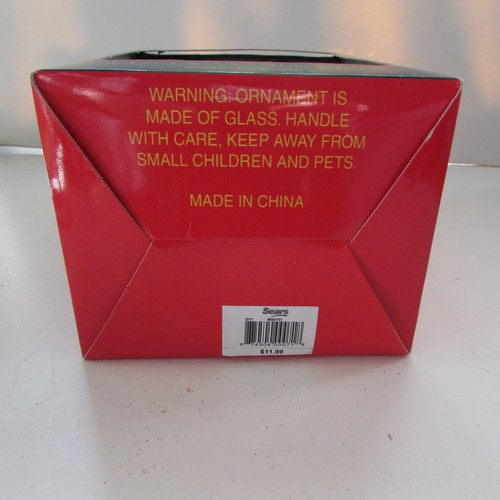 WARNING: ORNAMENT IS
MADE OF GLASS. HANDLE
WITH CARE, KEEP AWAY FROM
SMALL CHILDREN AND PETS.
MADE IN CHINA
Sears
$11.99